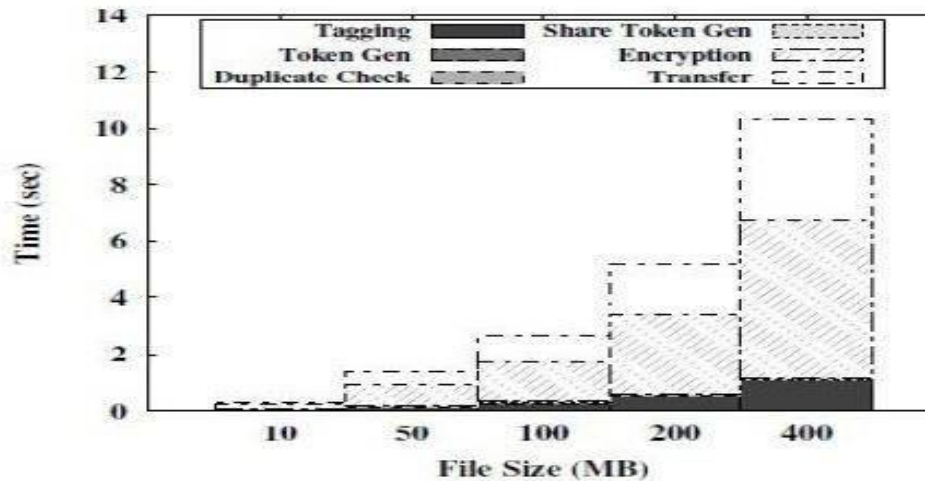 14
12
10
8
6
4
2
0
Time (sec)
Tagging
Token Gen
Duplicate Check
Share Token Gen
Encryption
Transfer
10 50 100 200 400
File Size (MB)